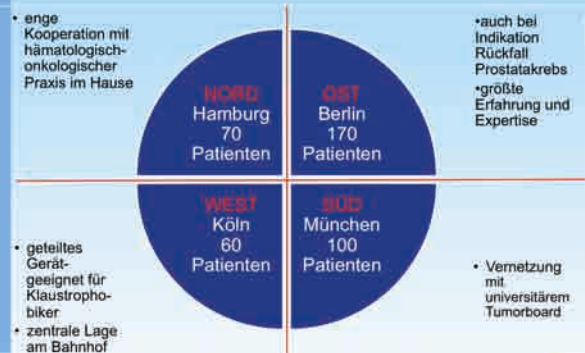 • enge
Kooperation mit
hämatologisch-
onkologischer
Praxis im Hause
•auch bei
Indikation
Rückfall
Prostatakrebs
•größte
Erfahrung und
Expertise
NORD
Hamburg
70
Patienten
OST
Berlin
170
Patienten
WEST
Köln
60
Patienten
SÜD
München
100
Patienten
• geteiltes
Gerät-
geeignet für
Klaustropho-
biker
• zentrale Lage
am Bahnhof
• Vernetzung
mit
universitärem
Tumorboard